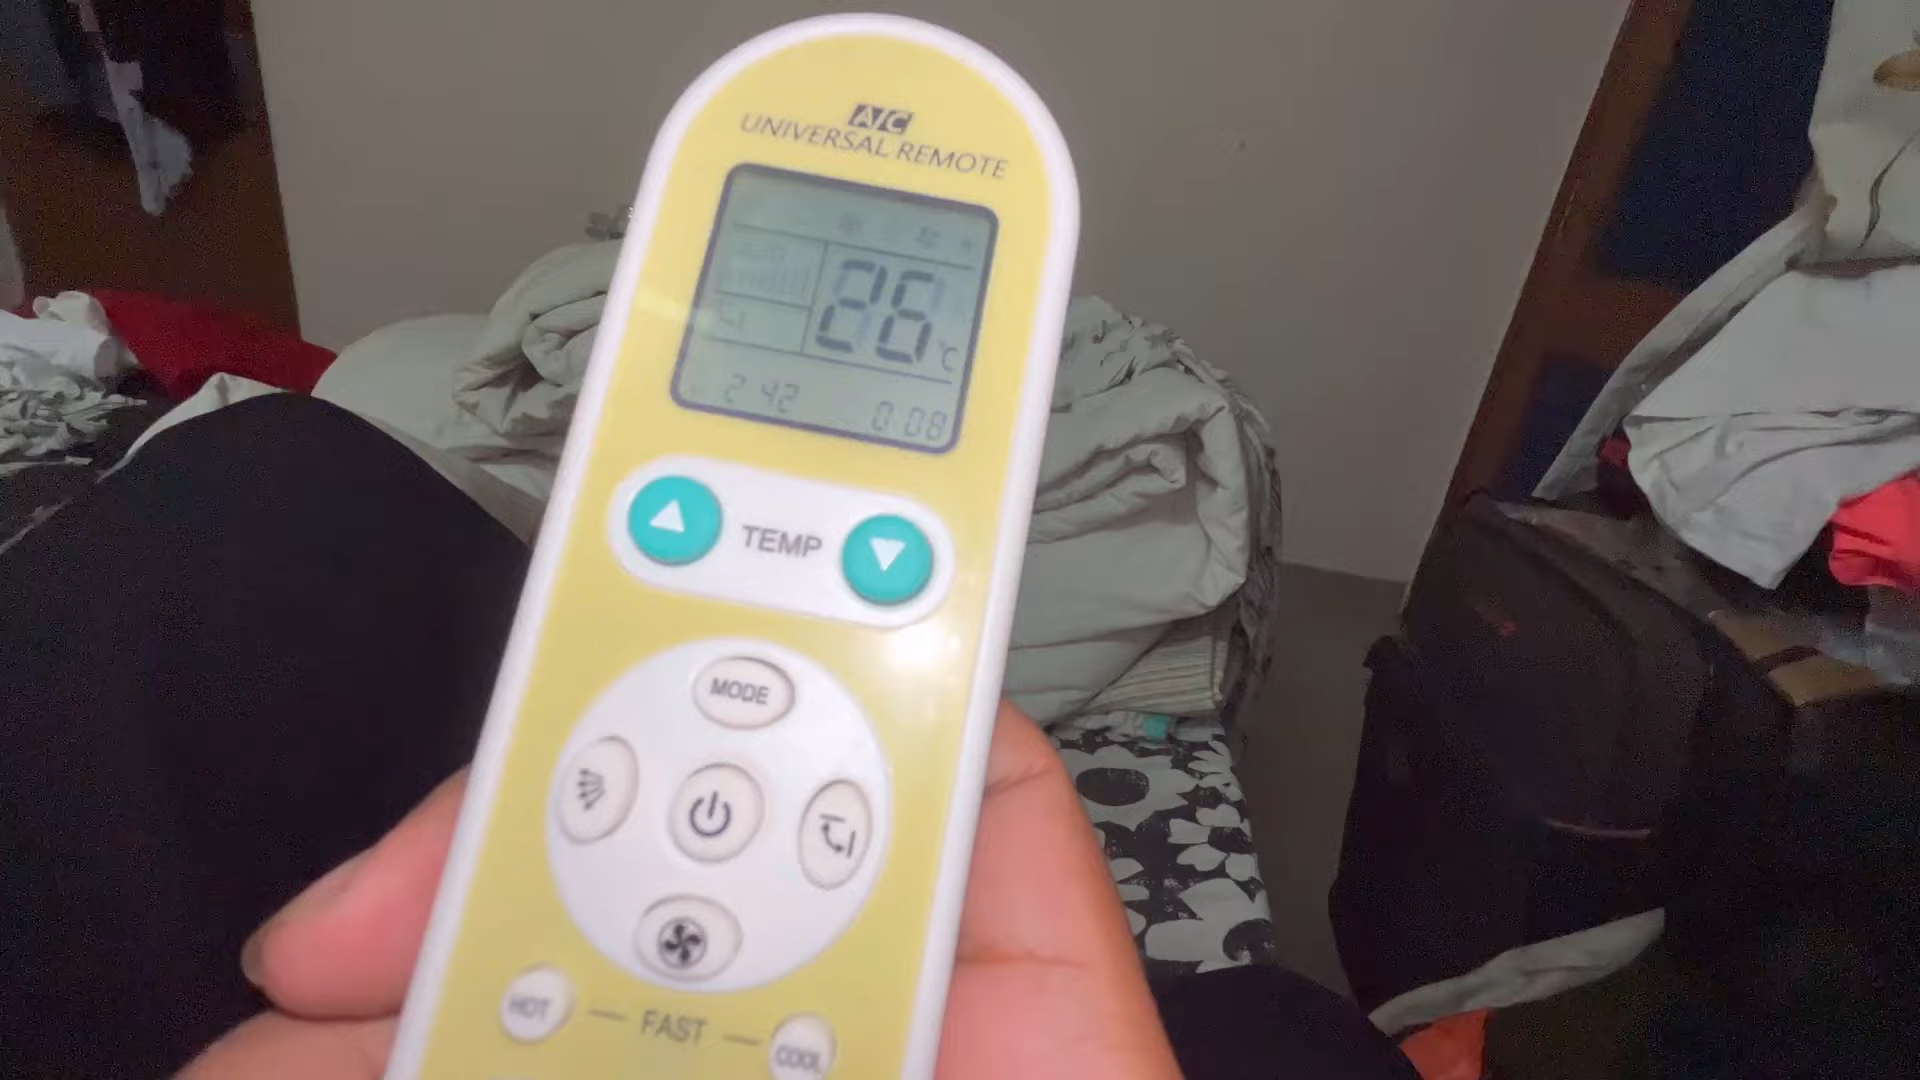 A/C
UNIVERSAL REMOTE
26 °C
2 42 0 08
TEMP
MODE
HOT FAST COOL